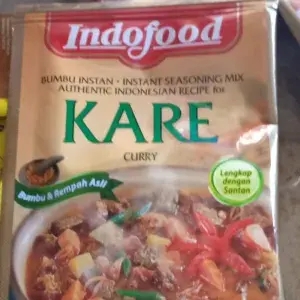 Indofood
BUMBU INSTAN • INSTANT SEASONING MIX
AUTHENTIC INDONESIAN RECIPE for
KARE
CURRY
Lengkap
dengan
Santan
Bumbu & Rempah Asli